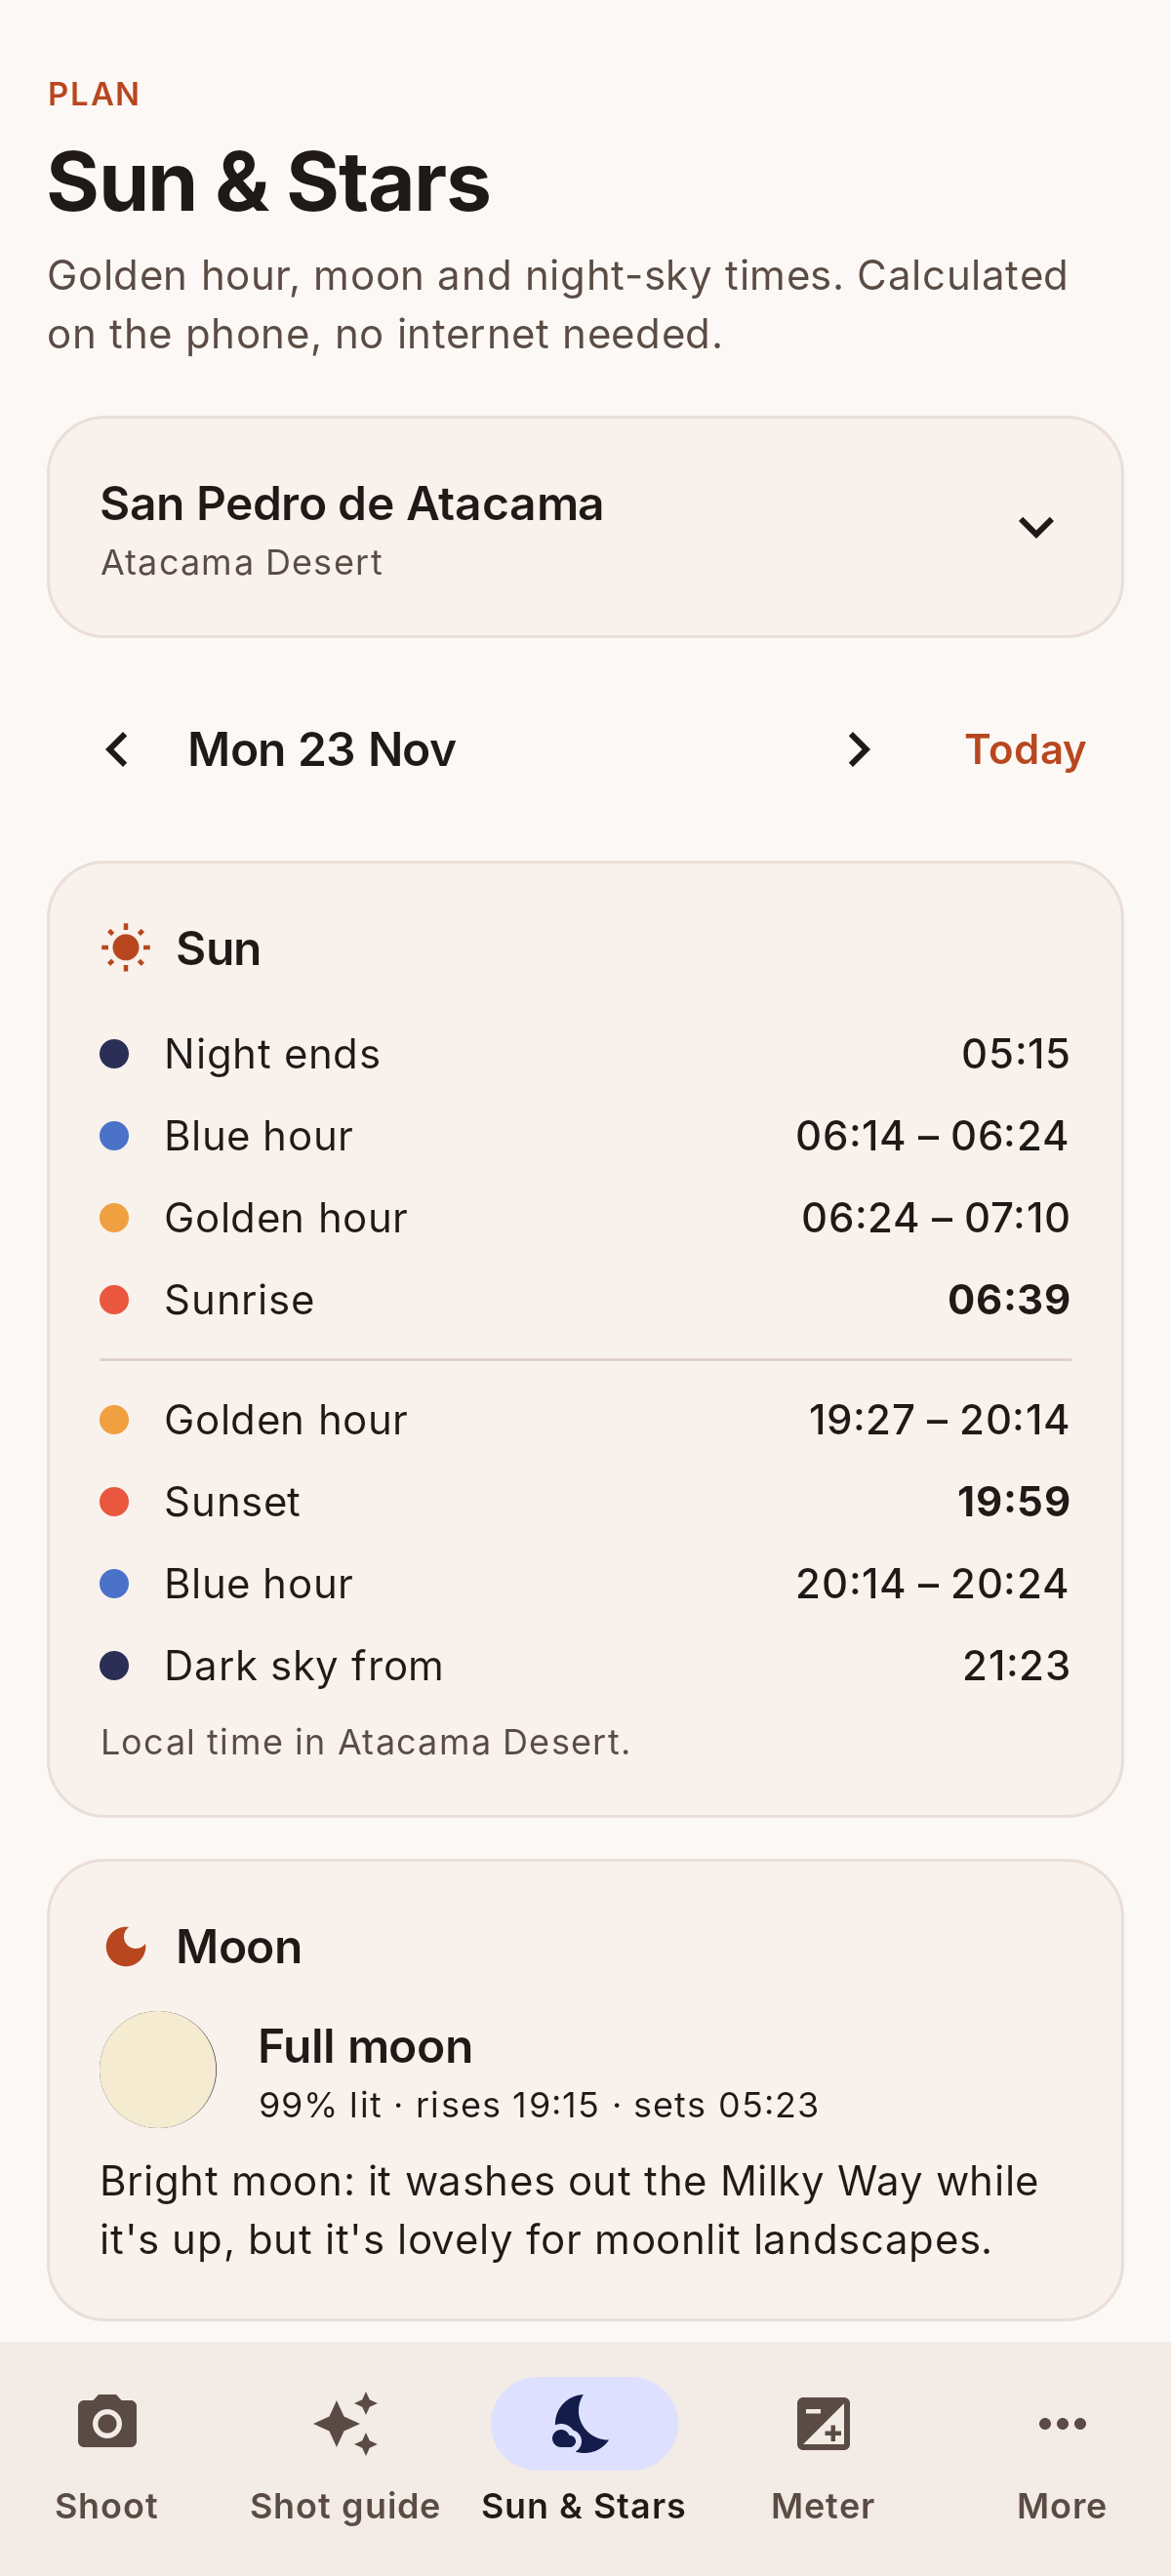 PLAN
Sun & Stars
Golden hour, moon and night-sky times. Calculated
on the phone, no internet needed.
San Pedro de Atacama
Atacama Desert
Mon 23 Nov
Today
Sun
Night ends 05:15
Blue hour 06:14 – 06:24
Golden hour 06:24 – 07:10
Sunrise 06:39
Golden hour 19:27 – 20:14
Sunset 19:59
Blue hour 20:14 – 20:24
Dark sky from 21:23
Local time in Atacama Desert.
Moon
Full moon
99% lit · rises 19:15 · sets 05:23
Bright moon: it washes out the Milky Way while
it's up, but it's lovely for moonlit landscapes.
Shoot Shot guide Sun & Stars Meter More